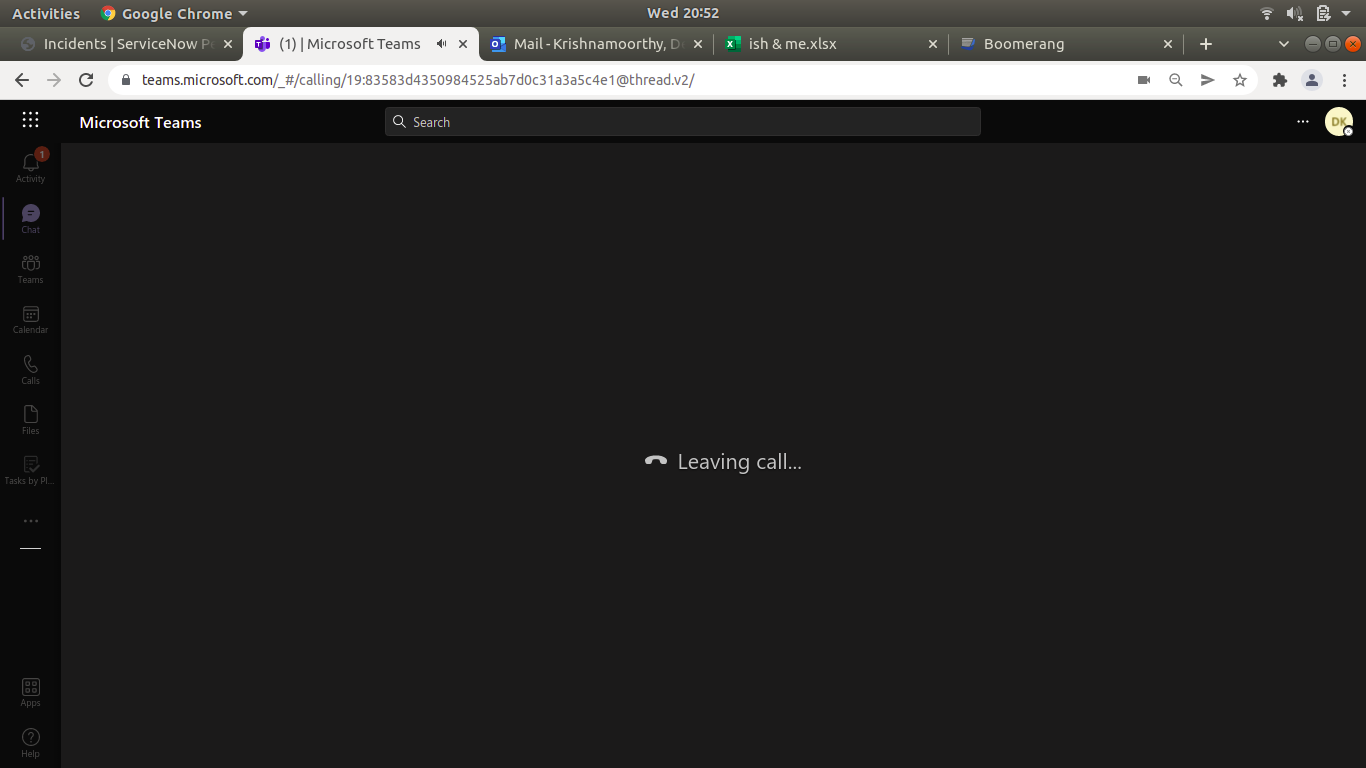 Activities Google Chrome Wed 20:52
Incidents | ServiceNow Pe
(1) | Microsoft Teams
Mail - Krishnamoorthy, D
ish & me.xlsx
Boomerang
teams.microsoft.com/_#/calling/19:83583d4350984525ab7d0c31a3a5c4e1@thread.v2/
Microsoft Teams
Search
DK
1
Activity
Chat
Teams
Calendar
Calls
Files
Tasks by Pl...
Leaving call...
Apps
Help